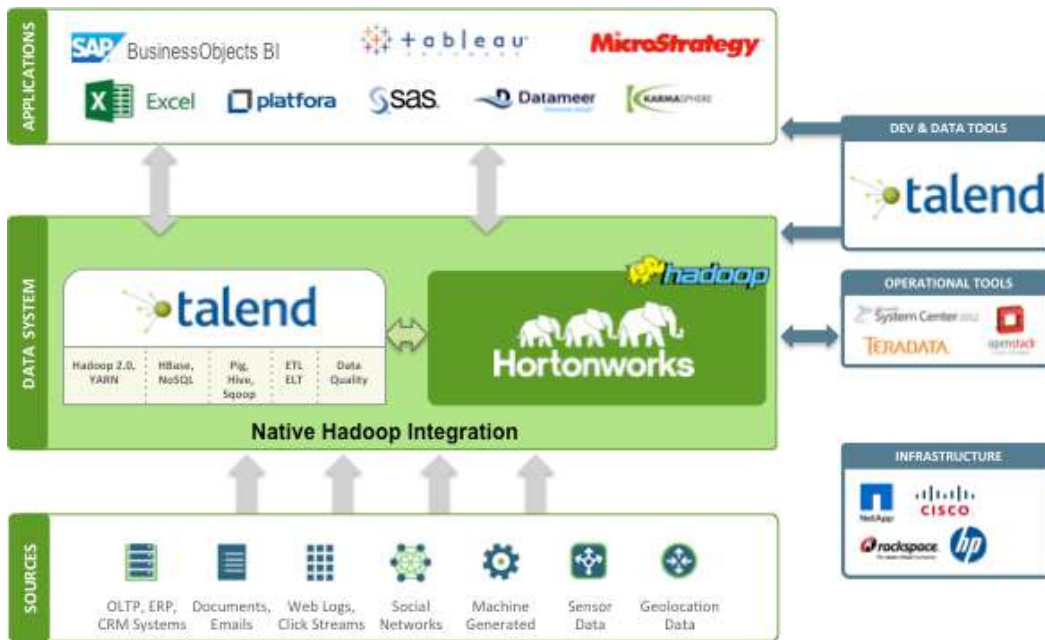 APPLICATIONS
SAP BusinessObjects BI
+ableau
MicroStrategy
X Excel
platfora
sas
Datameer
KARMASPHERE
DEV & DATA TOOLS
talend
DATA SYSTEM
talend
Hadoop 2.0, YARN
HBase, NoSQL
Pig, Hive, Sqoop
ETL ELT
Data Quality
hadoop
Hortonworks
Native Hadoop Integration
OPERATIONAL TOOLS
System Center 2012
TERADATA
openstack
INFRASTRUCTURE
NetApp
CISCO
rackspace
hp
SOURCES
OLTP, ERP,
CRM Systems
Documents,
Emails
Web Logs,
Click Streams
Social
Networks
Machine
Generated
Sensor
Data
Geolocation
Data